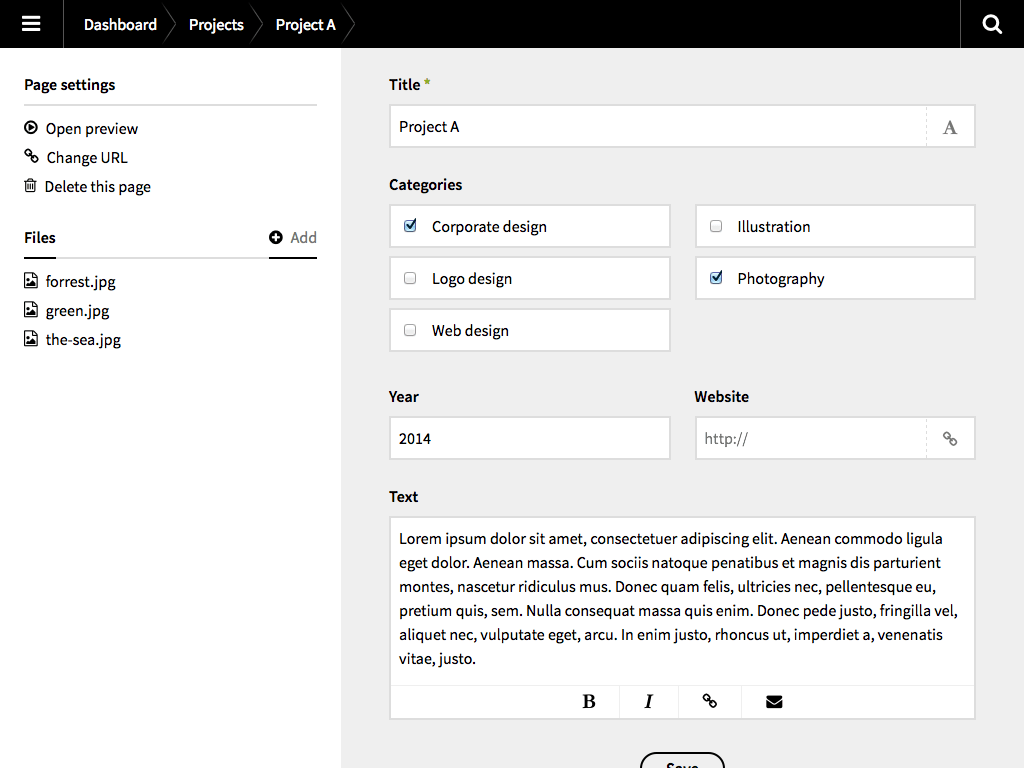 Dashboard Projects Project A
Page settings
Open preview
Change URL
Delete this page
Files Add
forrest.jpg
green.jpg
the-sea.jpg
Title *
Project A A
Categories
Corporate design Illustration
Logo design Photography
Web design
Year Website
2014 http://
Text
Lorem ipsum dolor sit amet, consectetuer adipiscing elit. Aenean commodo ligula
eget dolor. Aenean massa. Cum sociis natoque penatibus et magnis dis parturient
montes, nascetur ridiculus mus. Donec quam felis, ultricies nec, pellentesque eu,
pretium quis, sem. Nulla consequat massa quis enim. Donec pede justo, fringilla vel,
aliquet nec, vulputate eget, arcu. In enim justo, rhoncus ut, imperdiet a, venenatis
vitae, justo.
B I
Save